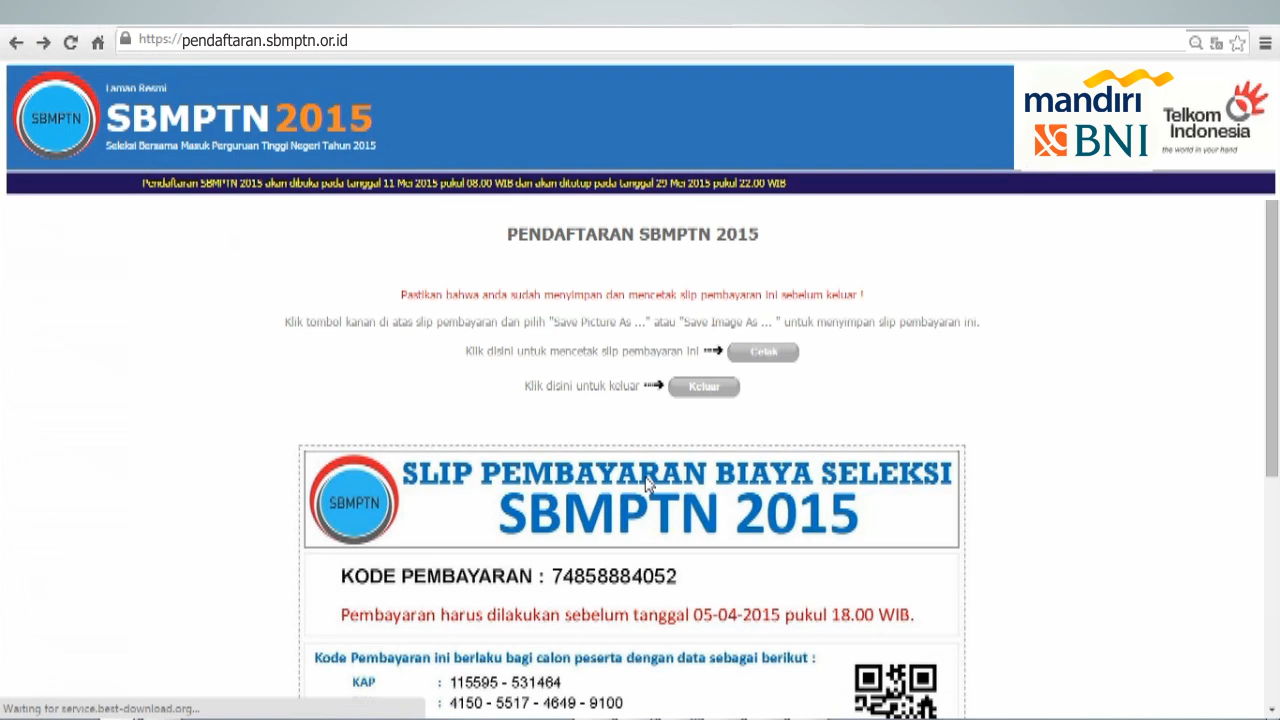 https://pendaftaran.sbmptn.or.id
Laman Resmi
SBMPTN
SBMPTN 2015
Seleksi Bersama Masuk Perguruan Tinggi Negeri Tahun 2015
mandiri
BNI
Telkom
Indonesia
the world in your hand
Pendaftaran SBMPTN 2015 akan dibuka pada tanggal 11 Mei 2015 pukul 08.00 WIB dan akan ditutup pada tanggal 29 Mei 2015 pukul 22.00 WIB
PENDAFTARAN SBMPTN 2015
Pastikan bahwa anda sudah menyimpan dan mencetak slip pembayaran ini sebelum keluar !
Klik tombol kanan di atas slip pembayaran dan pilih "Save Picture As ..." atau "Save Image As ... " untuk menyimpan slip pembayaran ini.
Klik disini untuk mencetak slip pembayaran ini Cetak
Klik disini untuk keluar Keluar
SLIP PEMBAYARAN BIAYA SELEKSI
SBMPTN
SBMPTN 2015
KODE PEMBAYARAN : 74858884052
Pembayaran harus dilakukan sebelum tanggal 05-04-2015 pukul 18.00 WIB.
Kode Pembayaran ini berlaku bagi calon peserta dengan data sebagai berikut :
KAP : 115595 - 531464
: 4150 - 5517 - 4649 - 9100
Waiting for service.best-download.org...